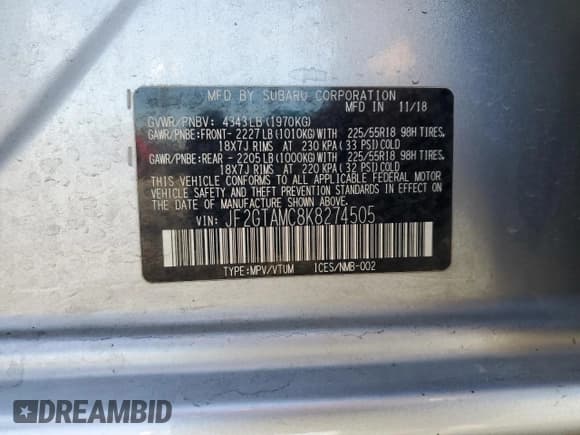 MFD BY SUBARU CORPORATION
MFD IN 11/18
GVWR/PNBV: 4343LB(1970KG)
GAWR/PNBE:FRONT- 2227LB(1010KG)WITH 225/55R18 98H TIRES,
18X7J RIMS AT 230 KPA(33 PSI)COLD
GAWR/PNBE:REAR - 2205LB(1000KG)WITH 225/55R18 98H TIRES,
18X7J RIMS AT 220 KPA(32 PSI)COLD
THIS VEHICLE CONFORMS TO ALL APPLICABLE FEDERAL MOTOR
VEHICLE SAFETY AND THEFT PREVENTION STANDARDS IN EFFECT
ON THE DATE OF MANUFACTURE SHOWN ABOVE.
VIN: JF2GTAMC8K8274505
TYPE:MPV/VTUM ICES/NMB-002
DREAMBID